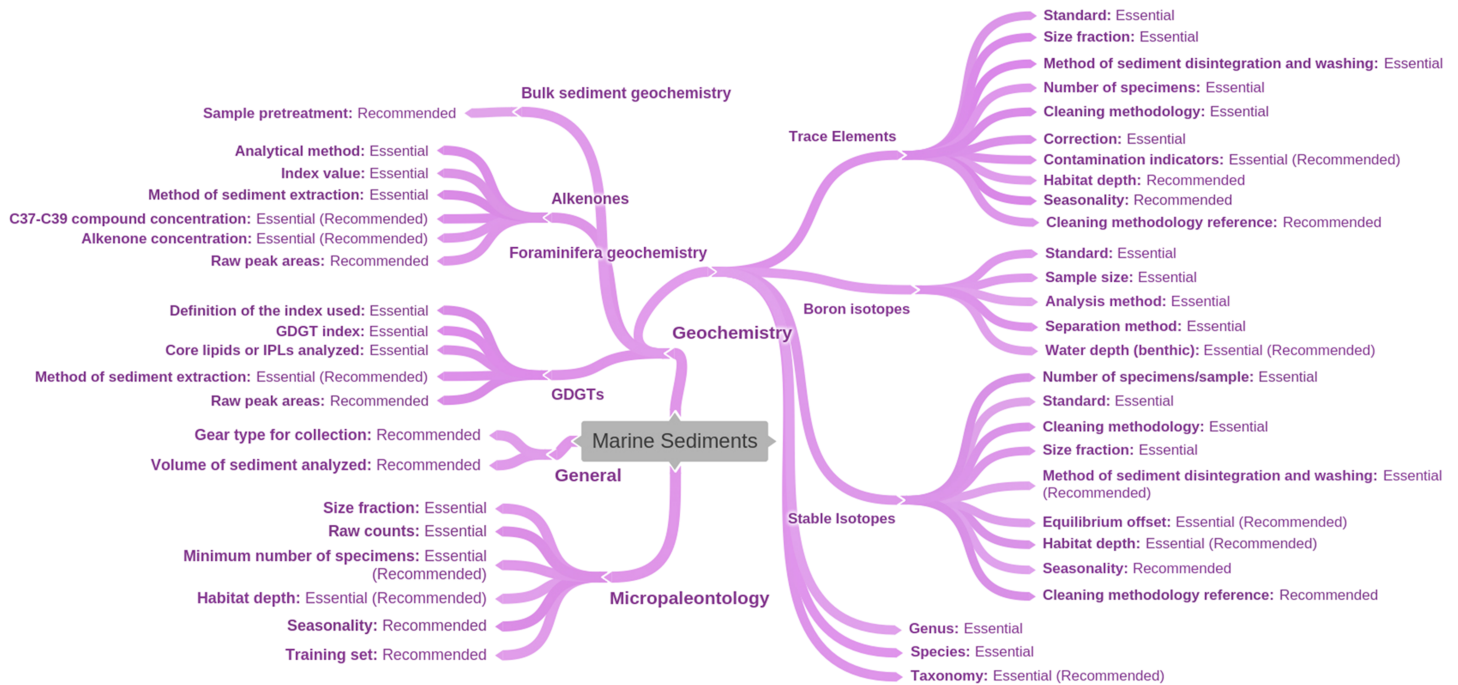 Bulk sediment geochemistry
Sample pretreatment: Recommended
Alkenones
Analytical method: Essential
Index value: Essential
Method of sediment extraction: Essential
C37-C39 compound concentration: Essential (Recommended)
Alkenone concentration: Essential (Recommended)
Raw peak areas: Recommended
GDGTs
Definition of the index used: Essential
GDGT index: Essential
Core lipids or IPLs analyzed: Essential
Method of sediment extraction: Essential (Recommended)
Raw peak areas: Recommended
General
Gear type for collection: Recommended
Volume of sediment analyzed: Recommended
Micropaleontology
Size fraction: Essential
Raw counts: Essential
Minimum number of specimens: Essential
(Recommended)
Habitat depth: Essential (Recommended)
Seasonality: Recommended
Training set: Recommended
Marine Sediments
Geochemistry
Foraminifera geochemistry
Trace Elements
Standard: Essential
Size fraction: Essential
Method of sediment disintegration and washing: Essential
Number of specimens: Essential
Cleaning methodology: Essential
Correction: Essential
Contamination indicators: Essential (Recommended)
Habitat depth: Recommended
Seasonality: Recommended
Cleaning methodology reference: Recommended
Boron isotopes
Standard: Essential
Sample size: Essential
Analysis method: Essential
Separation method: Essential
Water depth (benthic): Essential (Recommended)
Stable Isotopes
Number of specimens/sample: Essential
Standard: Essential
Cleaning methodology: Essential
Size fraction: Essential
Method of sediment disintegration and washing: Essential
(Recommended)
Equilibrium offset: Essential (Recommended)
Habitat depth: Essential (Recommended)
Seasonality: Recommended
Cleaning methodology reference: Recommended
Genus: Essential
Species: Essential
Taxonomy: Essential (Recommended)